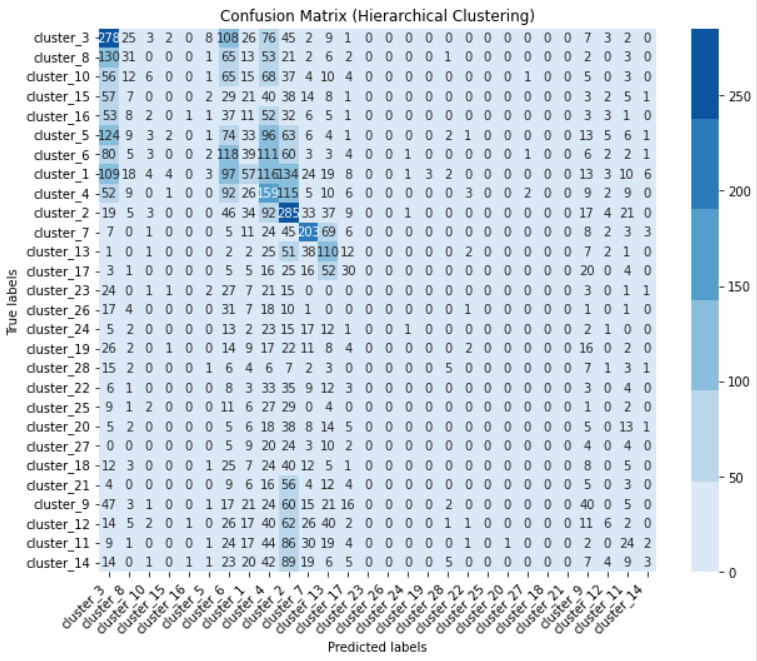 Confusion Matrix (Hierarchical Clustering)
cluster_3 278 25 3 2 0 8 108 26 76 45 2 9 1 0 0 0 0 0 0 0 0 0 0 0 7 3 2 0
cluster_8 130 31 0 0 0 1 65 13 53 21 2 6 2 0 0 0 0 1 0 0 0 0 0 0 2 0 3 0
cluster_10 56 12 6 0 0 0 65 15 68 37 4 10 4 0 0 0 0 0 0 0 0 1 0 0 5 0 3 0
cluster_15 57 7 0 0 0 2 29 21 40 38 14 8 1 0 0 0 0 0 0 0 0 0 0 0 3 2 5 1
cluster_16 53 8 2 0 1 1 37 11 52 32 6 5 1 0 0 0 0 0 0 0 0 0 0 0 3 3 1 0
cluster_5 124 9 3 2 0 1 74 33 96 63 6 4 1 0 0 0 0 2 1 0 0 0 0 0 13 5 6 1
cluster_6 80 5 3 0 0 2 118 39 111 60 3 3 4 0 0 1 0 0 0 0 0 1 0 0 6 2 2 1
cluster_1 109 18 4 4 0 3 97 57 116 134 24 19 8 0 0 1 3 2 0 0 0 0 0 0 13 3 10 6
cluster_4 52 9 0 1 0 0 92 26 159 115 5 10 6 0 0 0 0 0 3 0 0 2 0 0 9 2 9 0
cluster_2 19 5 3 0 0 0 46 34 92 285 33 37 9 0 0 1 0 0 0 0 0 0 0 0 17 4 21 0
cluster_7 7 0 1 0 0 0 5 11 24 45 203 69 6 0 0 0 0 0 0 0 0 0 0 0 8 2 3 3
cluster_13 1 0 1 0 0 0 2 2 25 51 38 110 12 0 0 0 0 0 2 0 0 0 0 0 7 2 1 0
cluster_17 3 1 0 0 0 0 5 5 16 25 16 52 30 0 0 0 0 0 0 0 0 0 0 0 20 0 4 0
cluster_23 24 0 1 1 0 2 27 7 21 15 0 0 0 0 0 0 0 0 0 0 0 0 0 0 3 0 1 1
cluster_26 17 4 0 0 0 0 31 7 18 10 1 0 0 0 0 0 0 0 1 0 0 0 0 0 1 0 1 0
cluster_24 5 2 0 0 0 0 13 2 23 15 17 12 1 0 0 1 0 0 0 0 0 0 0 0 2 1 0 0
cluster_19 26 2 0 1 0 0 14 9 17 22 11 8 4 0 0 0 0 0 2 0 0 0 0 0 16 0 2 0
cluster_28 15 2 0 0 0 1 6 4 6 7 2 3 0 0 0 0 0 5 0 0 0 0 0 0 7 1 3 1
cluster_22 6 1 0 0 0 0 8 3 33 35 9 12 3 0 0 0 0 0 0 0 0 0 0 0 3 0 4 0
cluster_25 9 1 2 0 0 0 11 6 27 29 0 4 0 0 0 0 0 0 0 0 0 0 0 0 1 0 2 0
cluster_20 5 2 0 0 0 0 5 6 18 38 8 14 5 0 0 0 0 0 0 0 0 0 0 0 5 0 13 1
cluster_27 0 0 0 0 0 0 5 9 20 24 3 10 2 0 0 0 0 0 0 0 0 0 0 0 4 0 4 0
cluster_18 12 3 0 0 0 1 25 7 24 40 12 5 1 0 0 0 0 0 0 0 0 0 0 0 8 0 5 0
cluster_21 4 0 0 0 0 0 9 6 16 56 4 12 4 0 0 0 0 0 0 0 0 0 0 0 4 0 3 0
cluster_9 47 3 1 0 0 1 17 21 24 60 15 21 16 0 0 0 0 2 0 0 0 0 0 0 40 0 5 0
cluster_12 14 5 2 0 1 0 26 17 40 62 26 40 2 0 0 0 0 1 1 0 0 0 0 0 11 6 2 0
cluster_11 9 1 0 0 0 1 24 17 44 86 30 19 4 0 0 0 0 0 1 0 1 0 0 0 2 0 24 2
cluster_14 14 0 1 0 1 1 23 20 42 89 19 6 5 0 0 0 0 5 0 0 0 0 0 0 7 4 9 3
cluster_3 cluster_8 cluster_10 cluster_15 cluster_16 cluster_5 cluster_6 cluster_1 cluster_4 cluster_2 cluster_7 cluster_13 cluster_17 cluster_23 cluster_26 cluster_24 cluster_19 cluster_28 cluster_22 cluster_25 cluster_20 cluster_27 cluster_18 cluster_21 cluster_9 cluster_12 cluster_11 cluster_14
Predicted labels
True labels
250
200
150
100
50
0